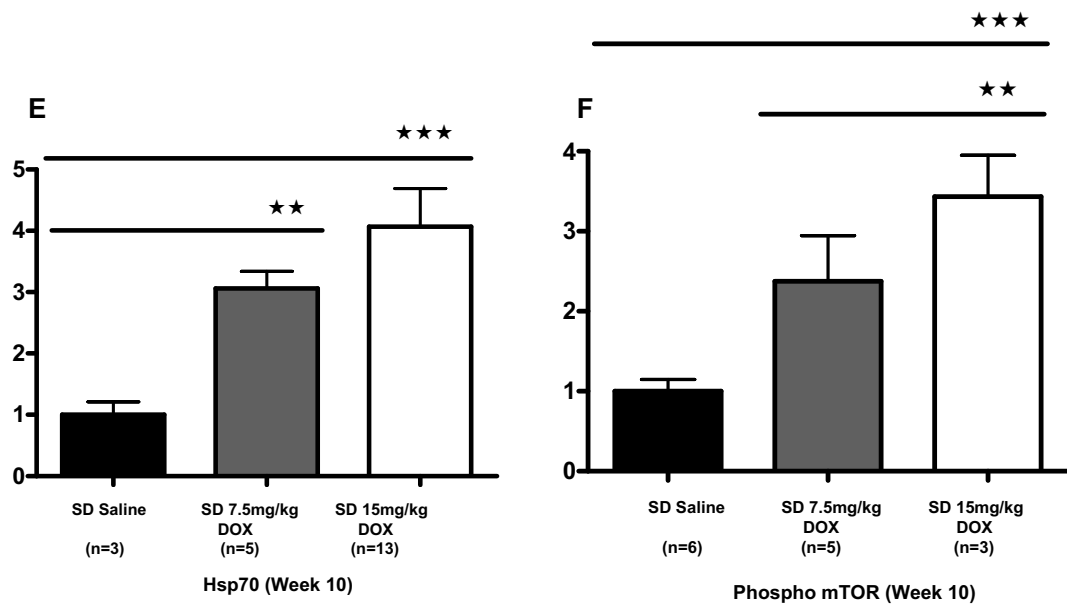 E
★★★
★★
5
4
3
2
1
0
SD Saline
(n=3)
SD 7.5mg/kg
DOX
(n=5)
SD 15mg/kg
DOX
(n=13)
Hsp70 (Week 10)
F
★★★
★★
4
3
2
1
0
SD Saline
(n=6)
SD 7.5mg/kg
DOX
(n=5)
SD 15mg/kg
DOX
(n=3)
Phospho mTOR (Week 10)